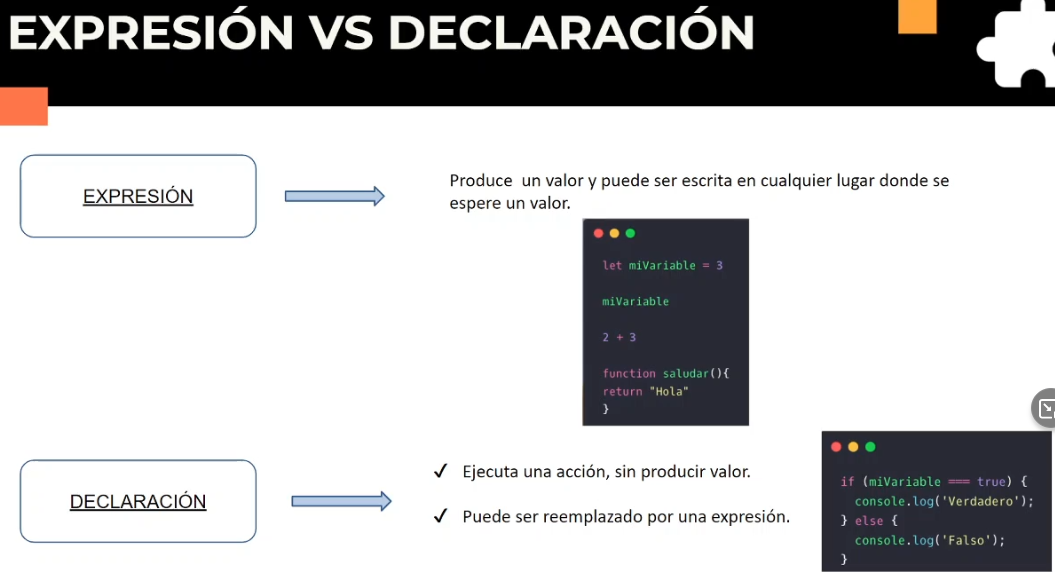 EXPRESIÓN VS DECLARACIÓN
EXPRESIÓN
Produce un valor y puede ser escrita en cualquier lugar donde se
espere un valor.
let miVariable = 3
miVariable
2 + 3
function saludar(){
return "Hola"
}
DECLARACIÓN
✓ Ejecuta una acción, sin producir valor.
✓ Puede ser reemplazado por una expresión.
if (miVariable === true) {
console.log('Verdadero');
} else {
console.log('Falso');
}